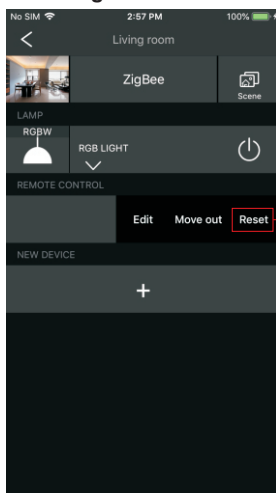 No SIM 2:57 PM 100%
Living room
ZigBee
Scene
LAMP
RGBW
RGB LIGHT
REMOTE CONTROL
Edit Move out Reset
NEW DEVICE
+